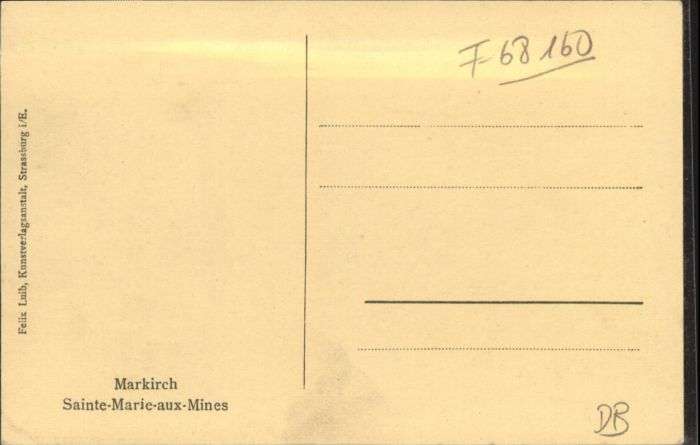 F-68160
Felix Luib, Kunstverlagsanstalt, Strassburg i/E.
Markirch
Sainte-Marie-aux-Mines
DB